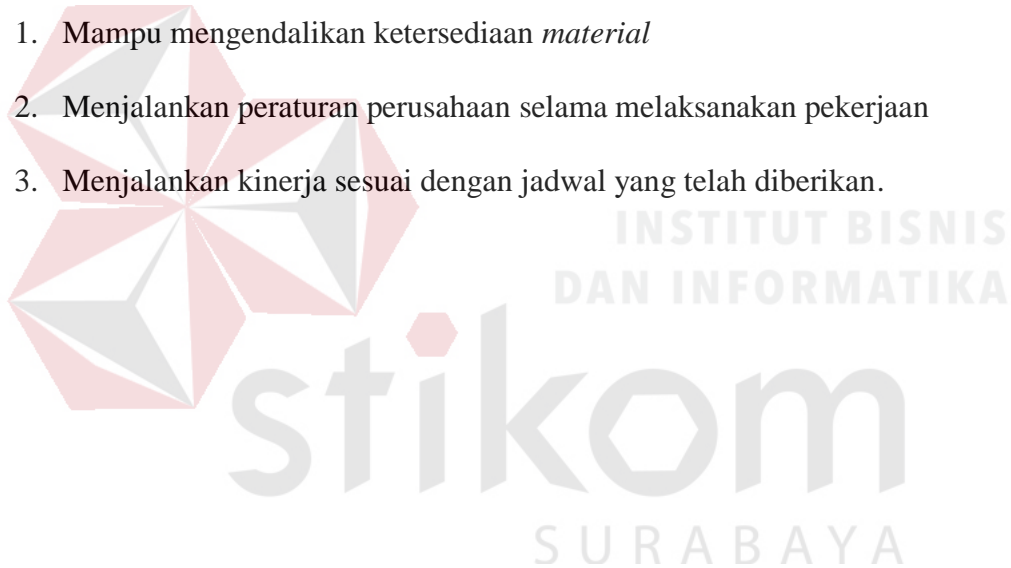 1. Mampu mengendalikan ketersediaan material
2. Menjalankan peraturan perusahaan selama melaksanakan pekerjaan
3. Menjalankan kinerja sesuai dengan jadwal yang telah diberikan.
INSTITUT BISNIS
DAN INFORMATIKA
stikom
SURABAYA